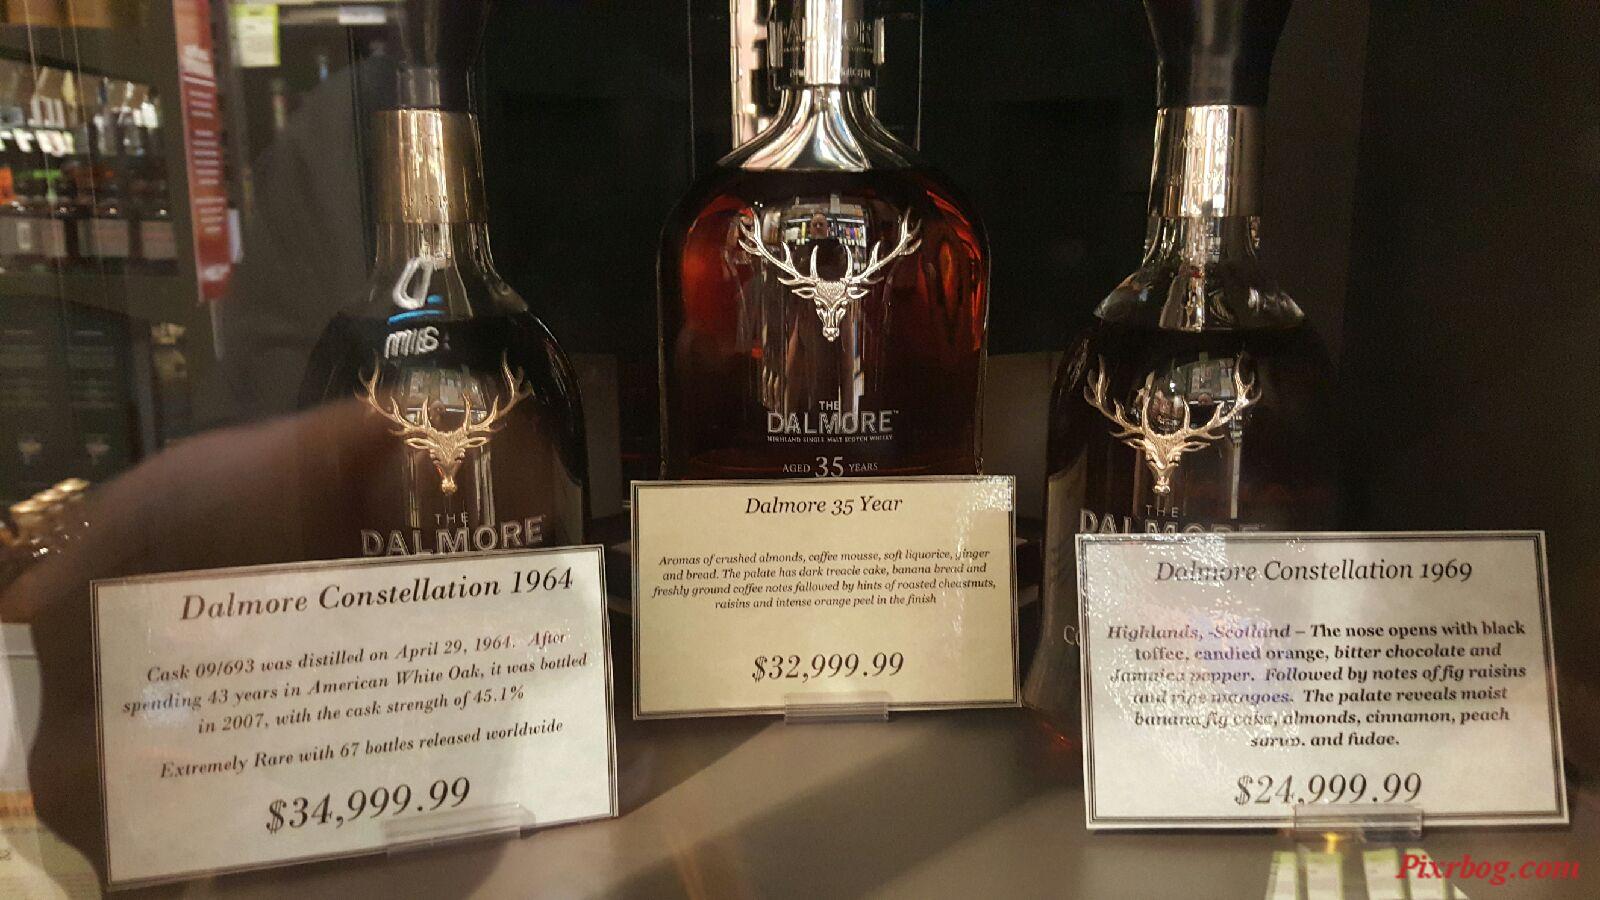 THE
DALMORE
THE
DALMORE™
HIGHLAND SINGLE MALT SCOTCH WHISKY
AGED 35 YEARS
THE
DALMORE
Dalmore Constellation 1964
Cask 09/693 was distilled on April 29, 1964. After
spending 43 years in American White Oak, it was bottled
in 2007, with the cask strength of 45.1%
Extremely Rare with 67 bottles released worldwide
$34,999.99
Dalmore 35 Year
Aromas of crushed almonds, caffee mousse, soft liquorice, ginger
and bread. The palate has dark treacle cake, banana bread and
freshly ground coffee notes followed by hints of roasted cheastnuts,
raisins and intense orange peel in the finish
$32,999.99
Dalmore Constellation 1969
Highlands, -Scotland – The nose opens with black
toffee, candied orange, bitter chocolate and
Jamaica pepper. Followed by notes of fig raisins
and ripe mangoes. The palate reveals moist
banana fig cake, almonds, cinnamon, peach
syrup, and fudge.
$24,999.99
Pixrbog.com